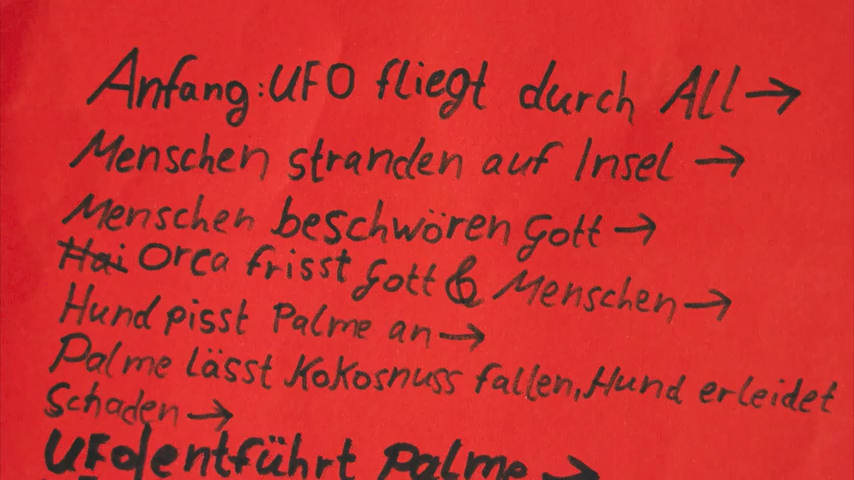 Anfang: UFO fliegt durch All →
Menschen stranden auf Insel →
Menschen beschwören Gott →
Hai Orca frisst Gott & Menschen →
Hund pisst Palme an →
Palme lässt Kokosnuss fallen, Hund erleidet
Schaden →
UFO entführt Palme →